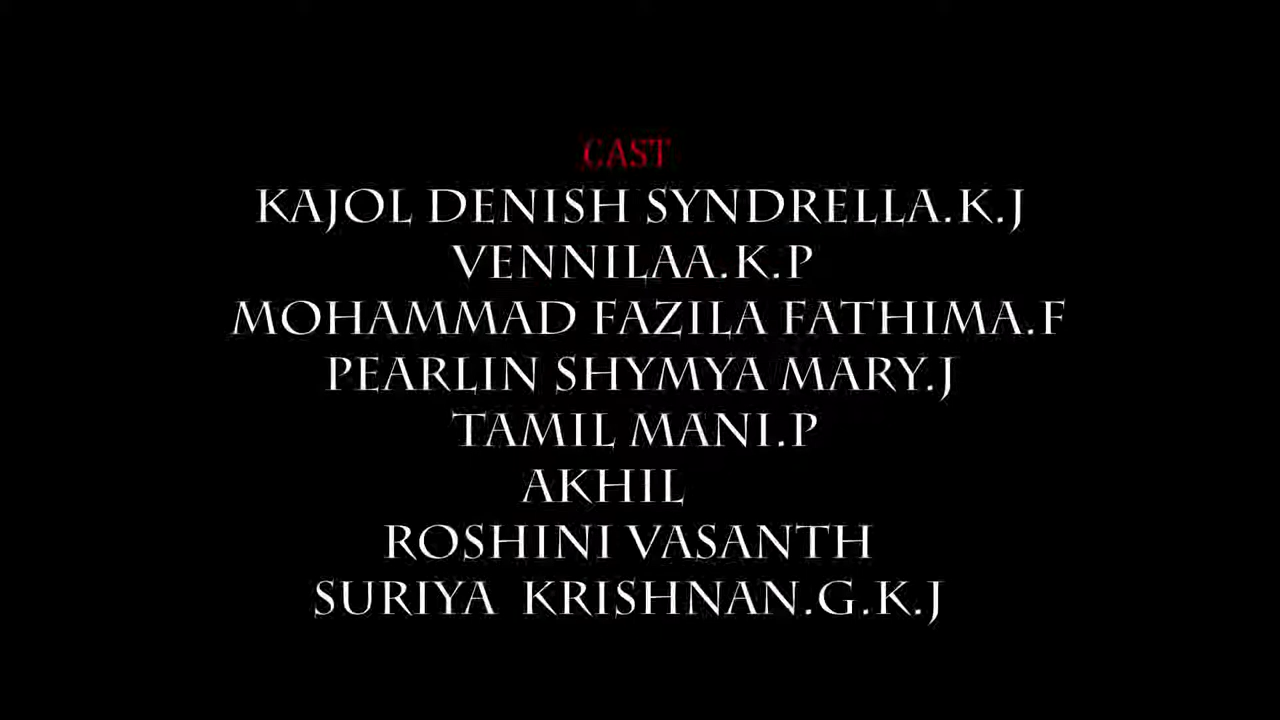 CAST
KAJOL DENISH SYNDRELLA.K.J
VENNILAA.K.P
MOHAMMAD FAZILA FATHIMA.F
PEARLIN SHYMYA MARY.J
TAMIL MANI.P
AKHIL
ROSHINI VASANTH
SURIYA  KRISHNAN.G.K.J